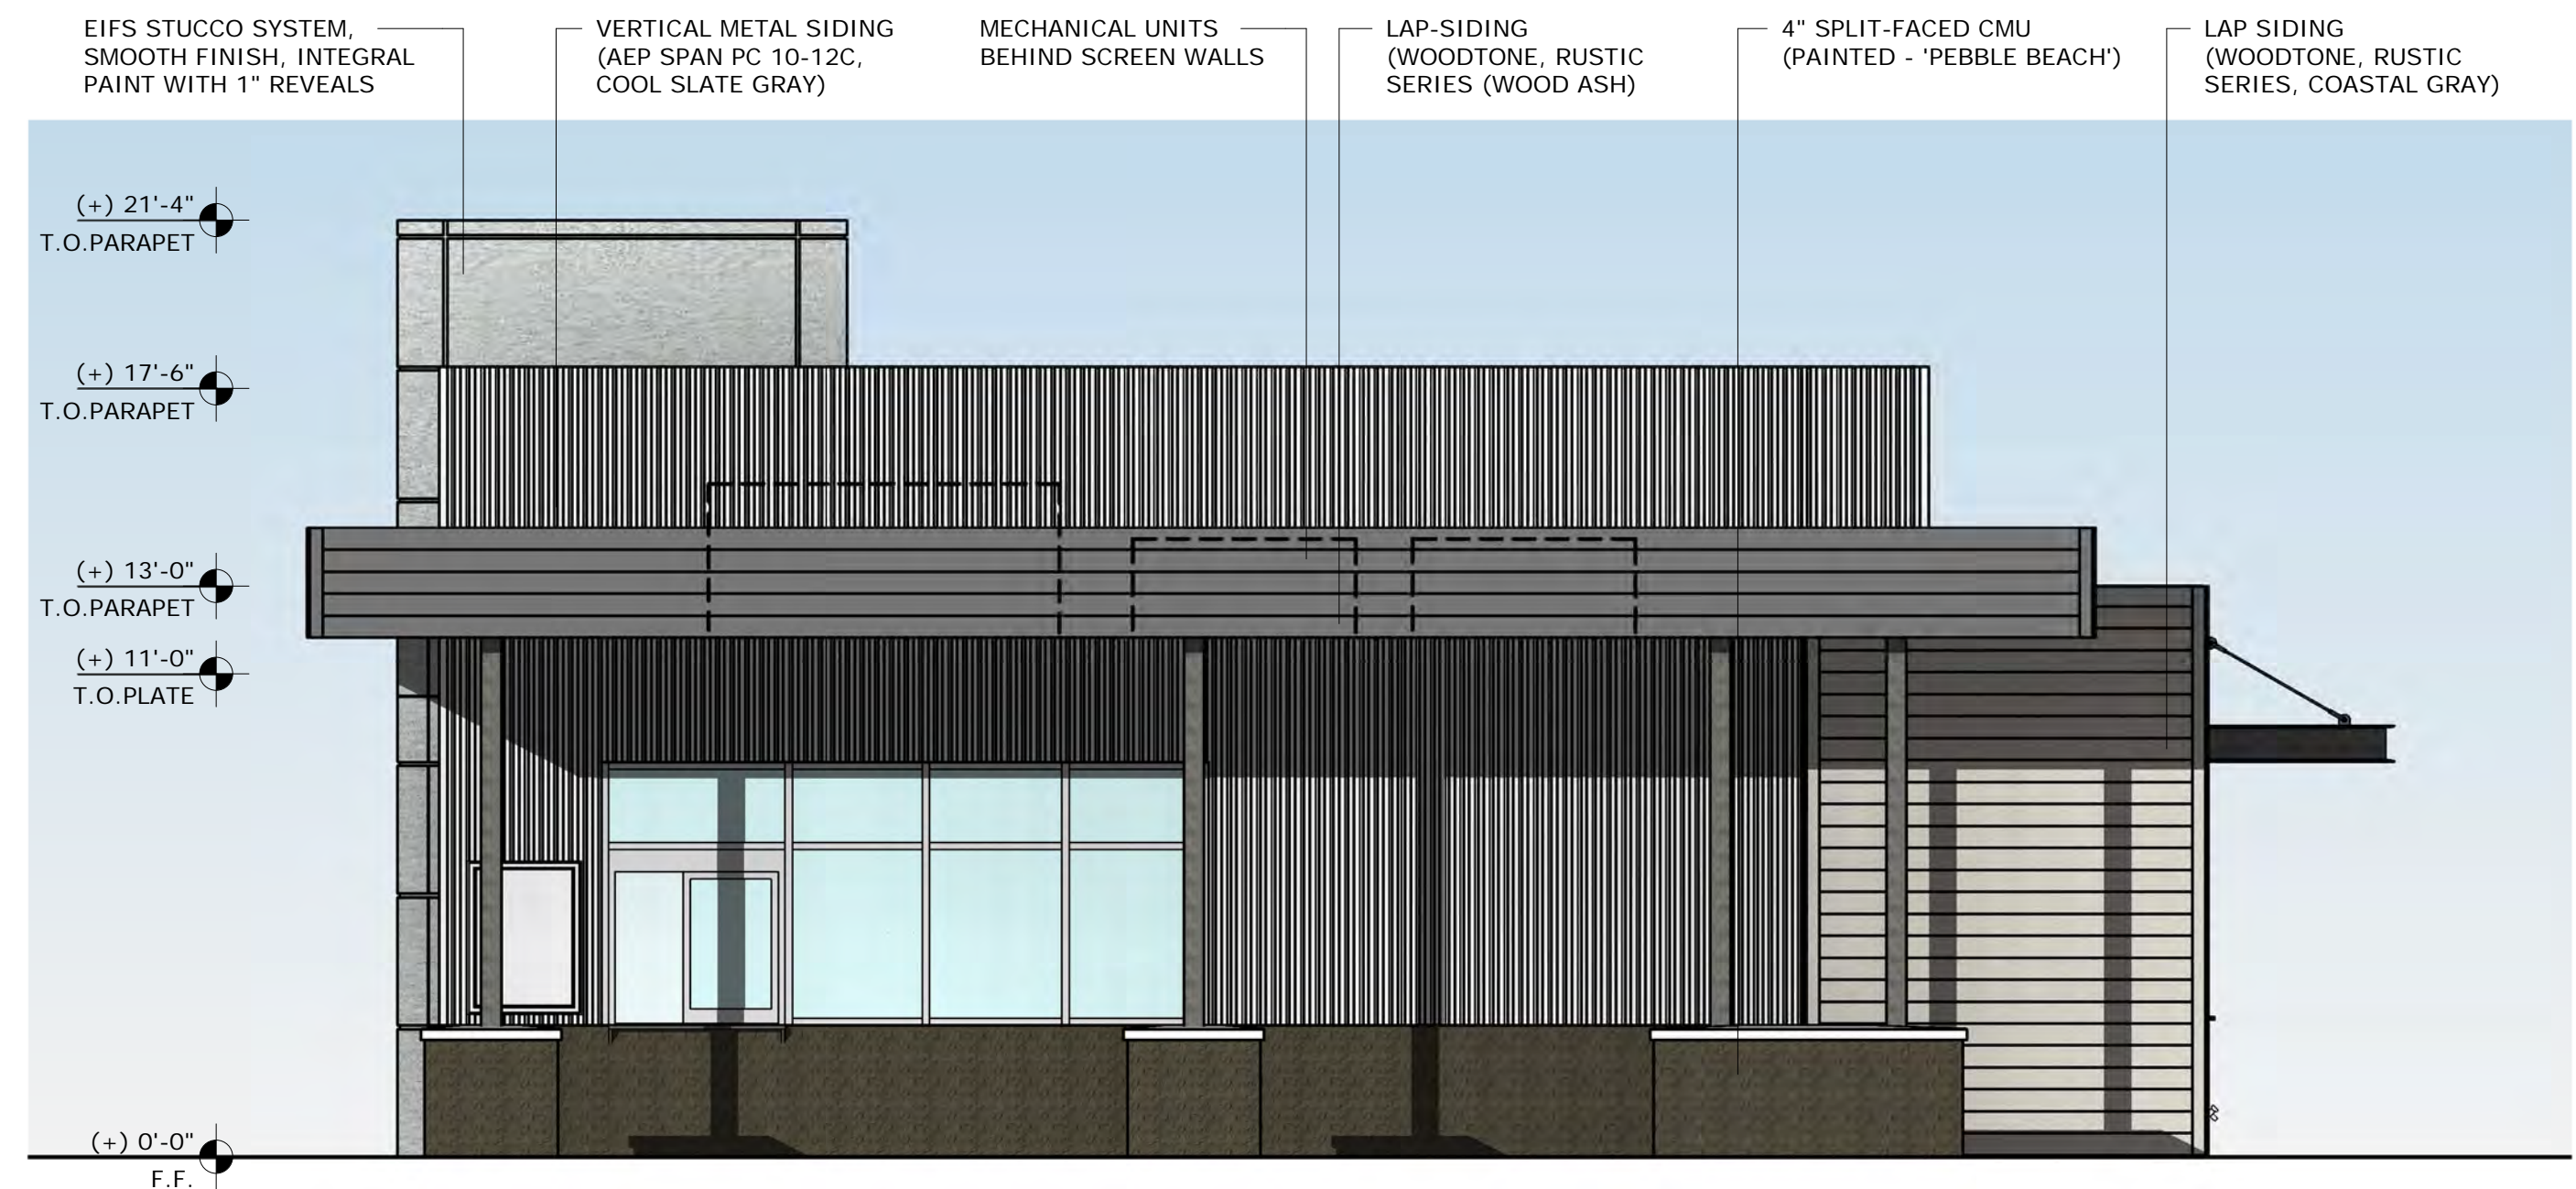 EIFS STUCCO SYSTEM,
SMOOTH FINISH, INTEGRAL
PAINT WITH 1" REVEALS
VERTICAL METAL SIDING
(AEP SPAN PC 10-12C,
COOL SLATE GRAY)
MECHANICAL UNITS
BEHIND SCREEN WALLS
LAP-SIDING
(WOODTONE, RUSTIC
SERIES (WOOD ASH)
4" SPLIT-FACED CMU
(PAINTED - 'PEBBLE BEACH')
LAP SIDING
(WOODTONE, RUSTIC
SERIES, COASTAL GRAY)
(+) 21'-4"
T.O.PARAPET
(+) 17'-6"
T.O.PARAPET
(+) 13'-0"
T.O.PARAPET
(+) 11'-0"
T.O.PLATE
(+) 0'-0"
F.F.